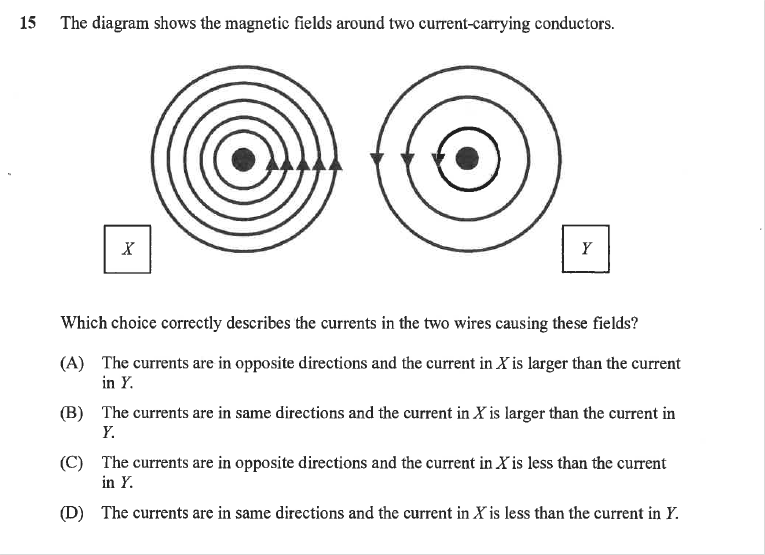 15 The diagram shows the magnetic fields around two current-carrying conductors.
X
Y
Which choice correctly describes the currents in the two wires causing these fields?
(A) The currents are in opposite directions and the current in X is larger than the current
in Y.
(B) The currents are in same directions and the current in X is larger than the current in
Y.
(C) The currents are in opposite directions and the current in X is less than the current
in Y.
(D) The currents are in same directions and the current in X is less than the current in Y.